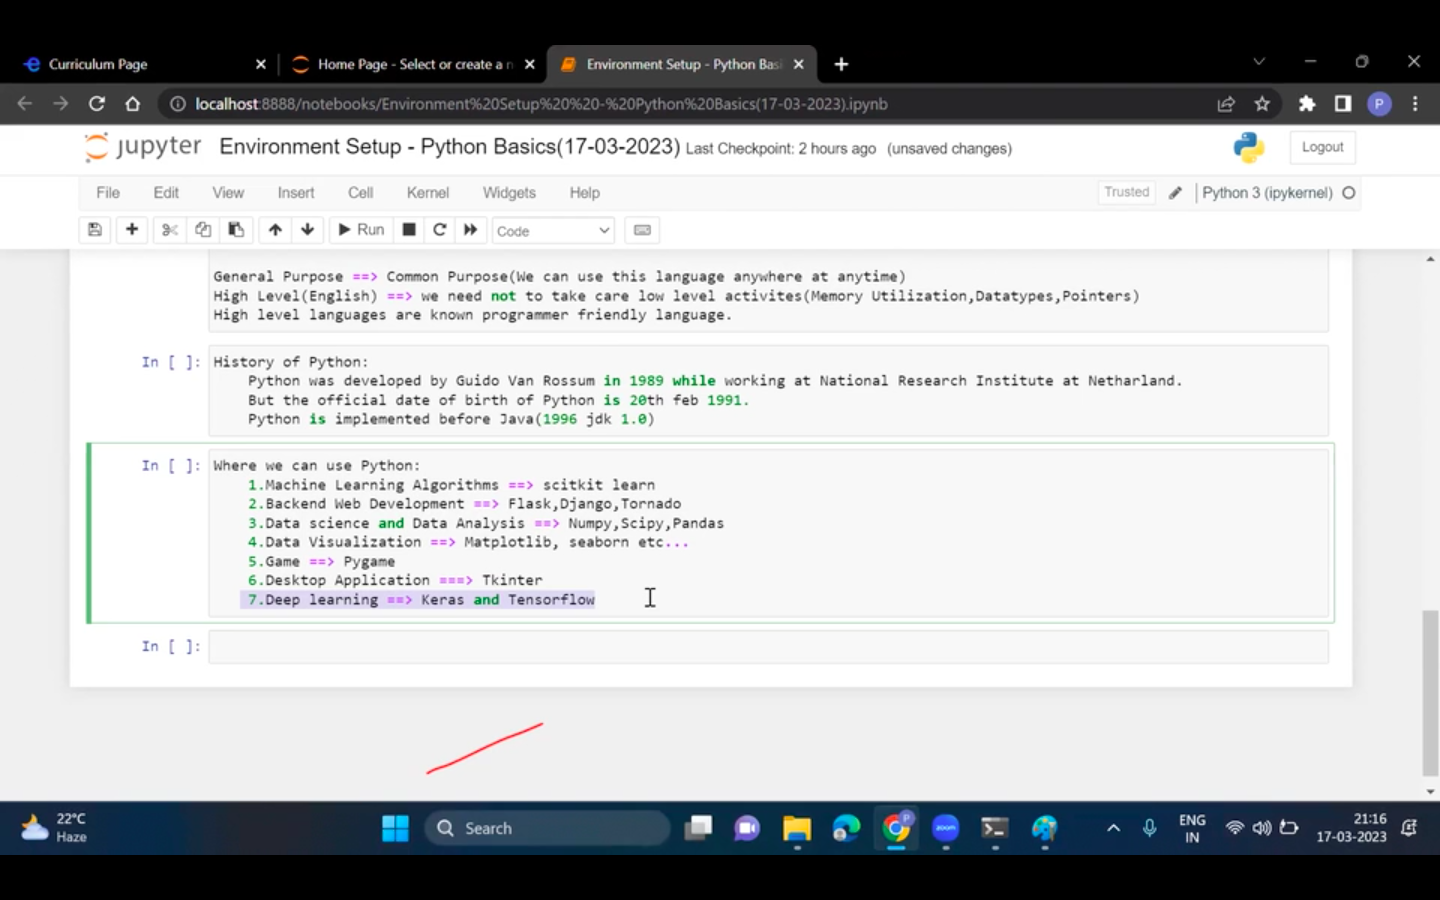 Curriculum Page
Home Page - Select or create a n
Environment Setup - Python Basi
localhost:8888/notebooks/Environment%20Setup%20%20-%20Python%20Basics(17-03-2023).ipynb
P
jupyter Environment Setup - Python Basics(17-03-2023) Last Checkpoint: 2 hours ago (unsaved changes)
Logout
File Edit View Insert Cell Kernel Widgets Help
Trusted Python 3 (ipykernel)
Run Code
General Purpose ==> Common Purpose(We can use this language anywhere at anytime)
High Level(English) ==> we need not to take care low level activites(Memory Utilization,Datatypes,Pointers)
High level languages are known programmer friendly language.
In [ ]: History of Python:
Python was developed by Guido Van Rossum in 1989 while working at National Research Institute at Netharland.
But the official date of birth of Python is 20th feb 1991.
Python is implemented before Java(1996 jdk 1.0)
In [ ]: Where we can use Python:
1.Machine Learning Algorithms ==> scitkit learn
2.Backend Web Development ==> Flask,Django,Tornado
3.Data science and Data Analysis ==> Numpy,Scipy,Pandas
4.Data Visualization ==> Matplotlib, seaborn etc...
5.Game ==> Pygame
6.Desktop Application ===> Tkinter
7.Deep learning ==> Keras and Tensorflow
In [ ]:
22°C
Haze
Search
P
zoom
ENG
IN
21:16
17-03-2023